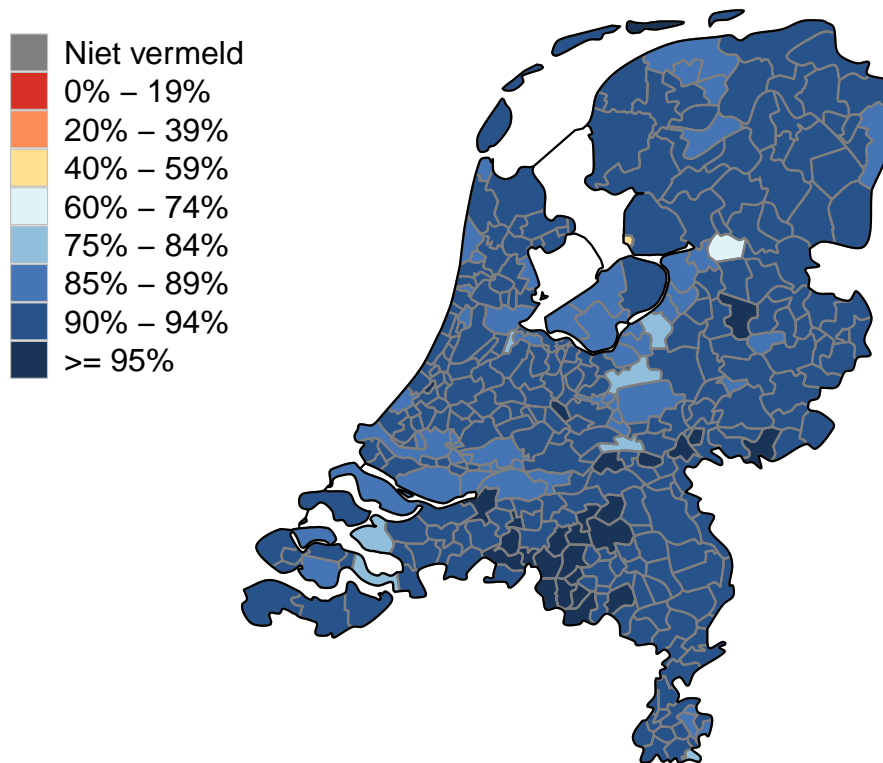 Niet vermeld
0% – 19%
20% – 39%
40% – 59%
60% – 74%
75% – 84%
85% – 89%
90% – 94%
>= 95%